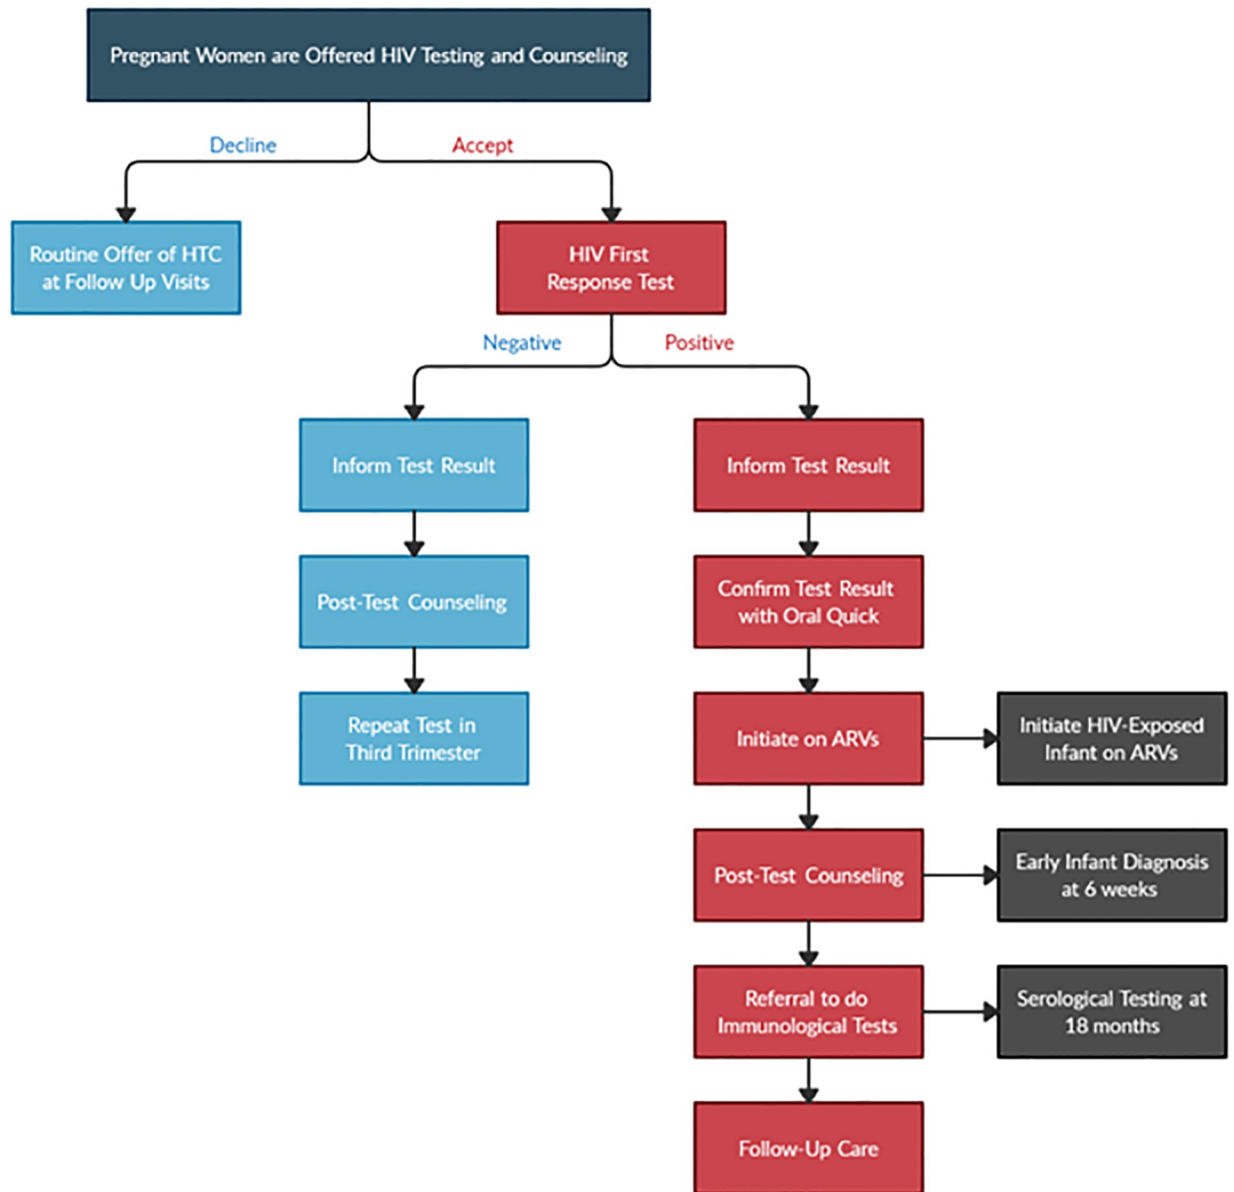 Pregnant Women are Offered HIV Testing and Counseling
Decline
Accept
Routine Offer of HTC
at Follow Up Visits
HIV First
Response Test
Negative
Positive
Inform Test Result
Inform Test Result
Post-Test Counseling
Confirm Test Result
with Oral Quick
Repeat Test in
Third Trimester
Initiate on ARVs
Initiate HIV-Exposed
Infant on ARVs
Post-Test Counseling
Early Infant Diagnosis
at 6 weeks
Referral to do
Immunological Tests
Serological Testing at
18 months
Follow-Up Care